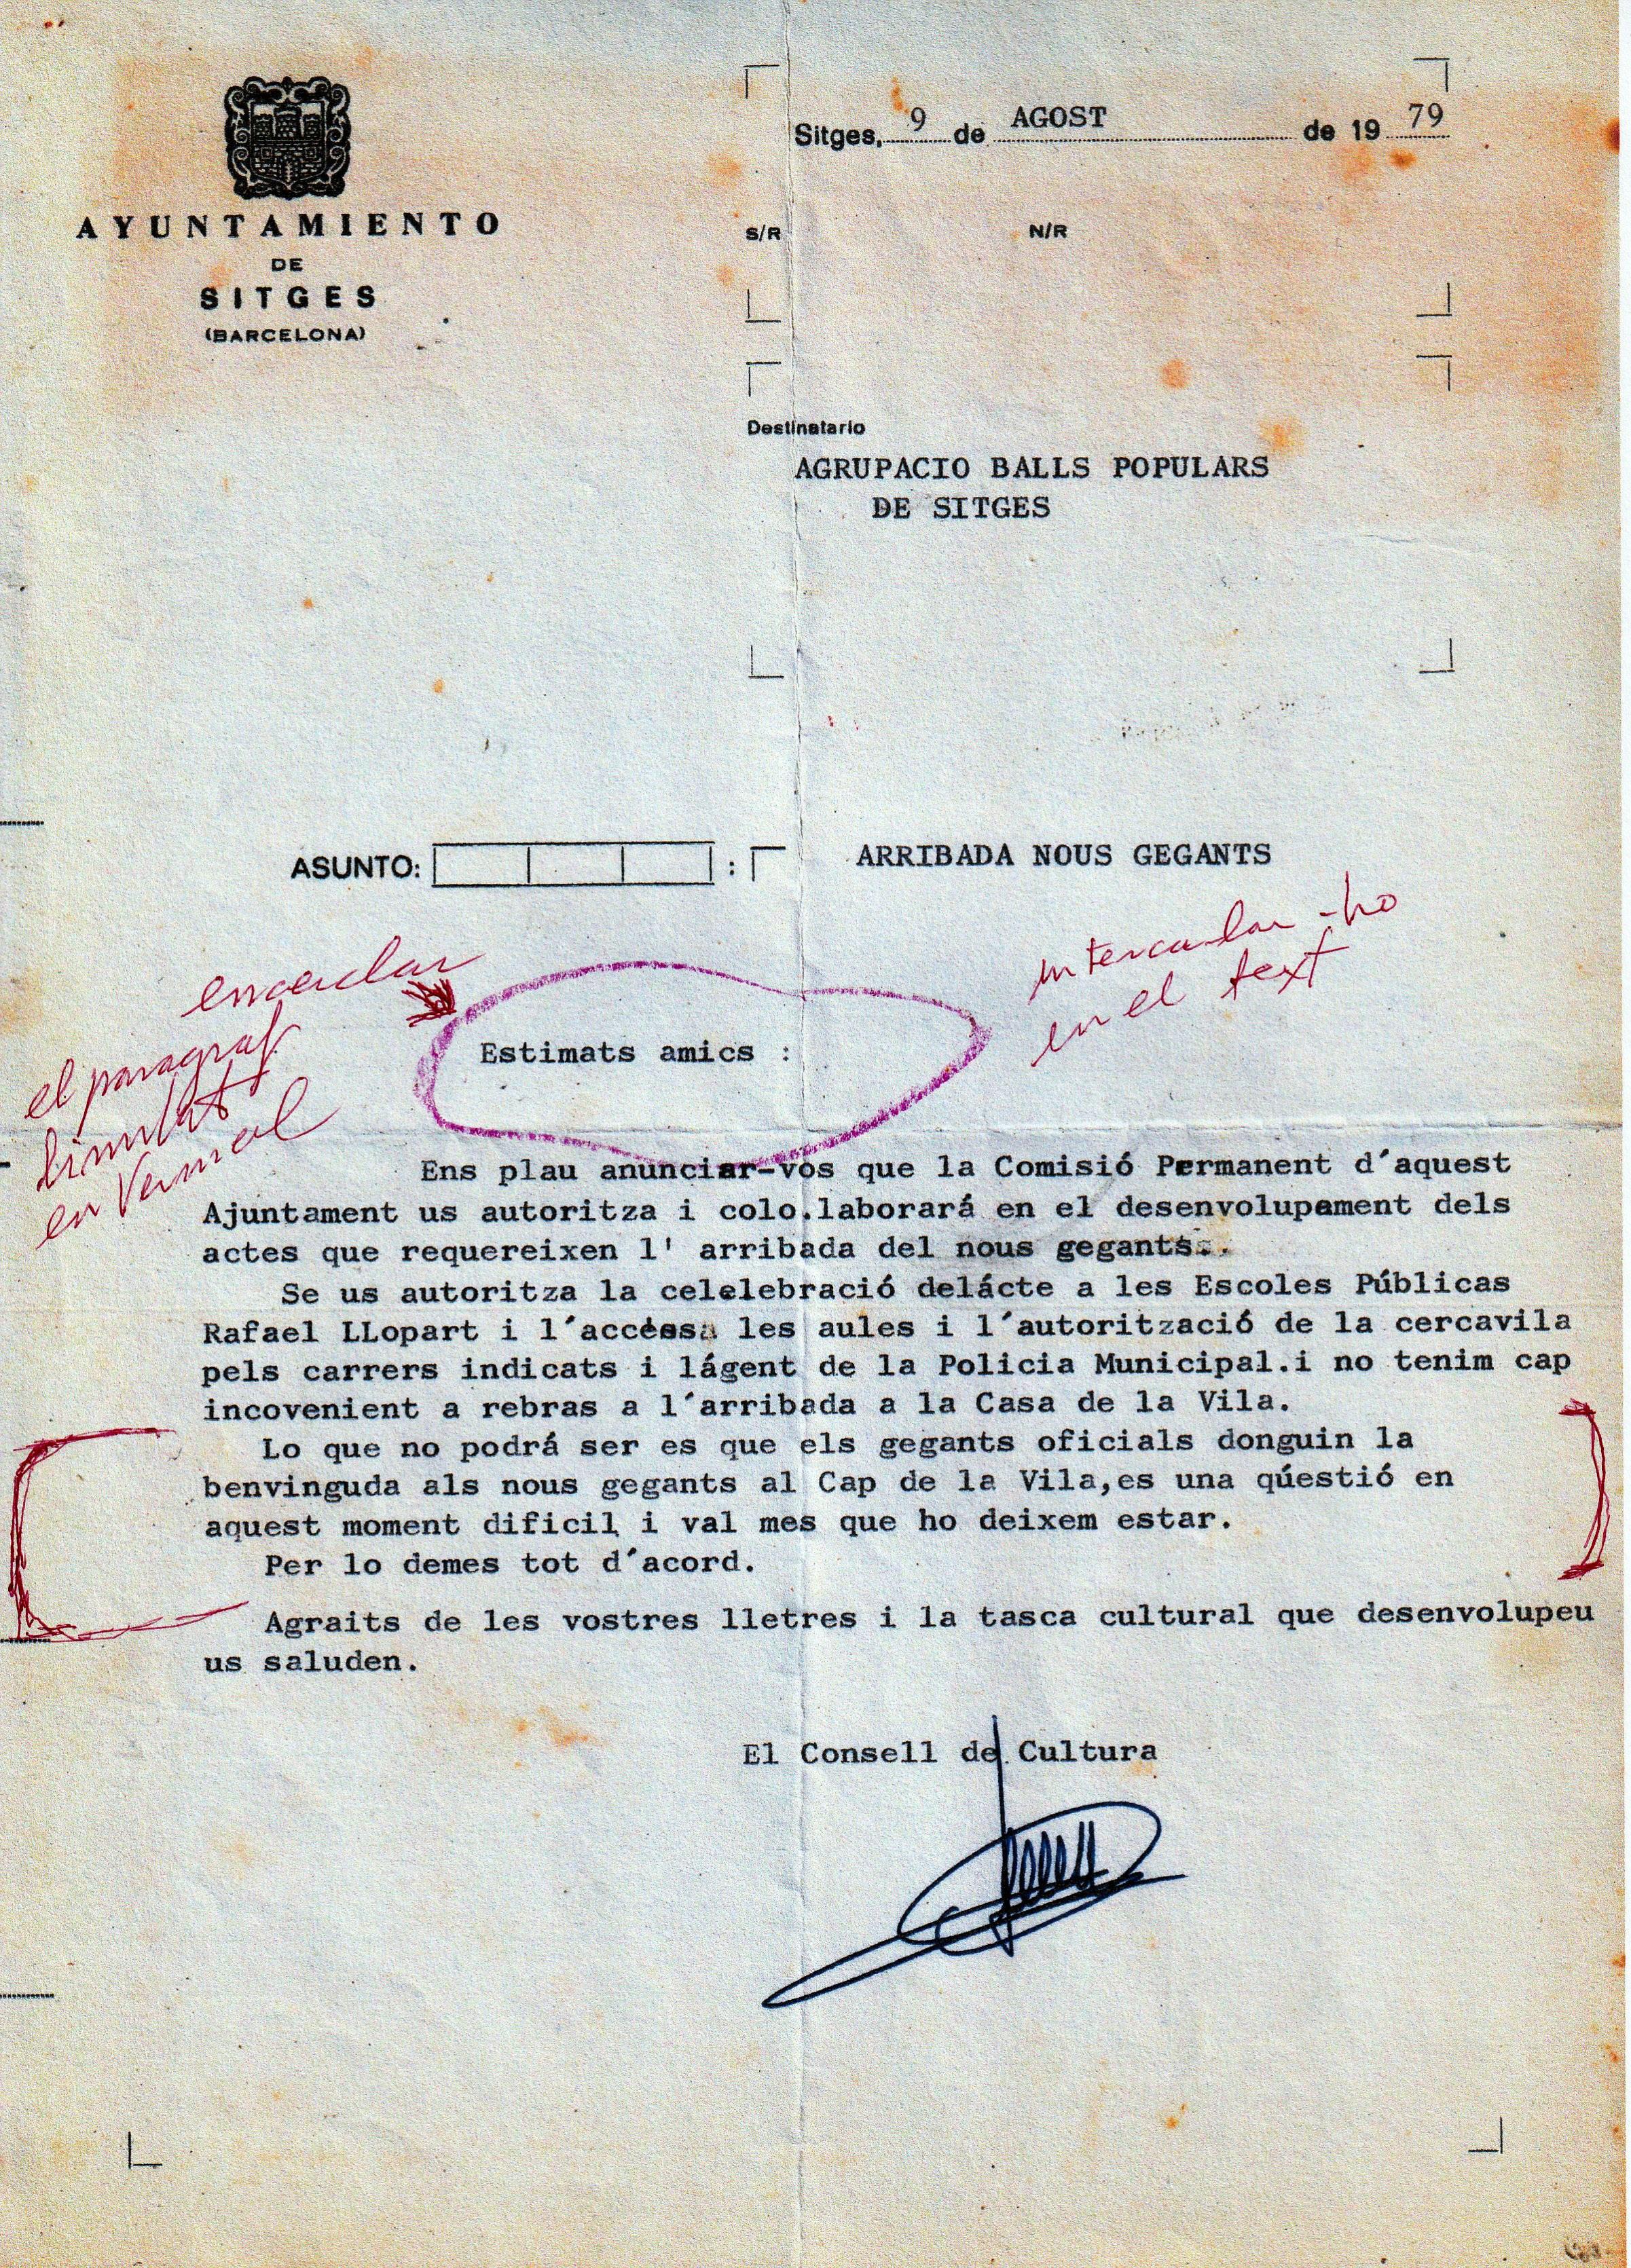 Sitges, 9 de AGOST de 19 79
AYUNTAMIENTO
DE
SITGES
(BARCELONA)
S/R
N/R
Destinatario
AGRUPACIO BALLS POPULARS
DE SITGES
ASUNTO: : ARRIBADA NOUS GEGANTS
intercalar-ho
en el text
encerclar
el paragraf
limitat
en Vermell
Estimats amics :
Ens plau anunciar-vos que la Comisió Permanent d´aquest
Ajuntament us autoritza i colo.laborará en el desenvolupament dels
actes que requereixen l' arribada del nous gegants..
Se us autoritza la celelebració delácte a les Escoles Públicas
Rafael LLopart i l´accés a les aules i l´autorització de la cercavila
pels carrers indicats i lágent de la Policia Municipal.i no tenim cap
incovenient a rebras a l´arribada a la Casa de la Vila.
Lo que no podrá ser es que els gegants oficials donguin la
benvinguda als nous gegants al Cap de la Vila,es una qúestió en
aquest moment dificil i val mes que ho deixem estar.
Per lo demes tot d´acord.
Agraits de les vostres lletres i la tasca cultural que desenvolupeu
us saluden.
El Consell de Cultura